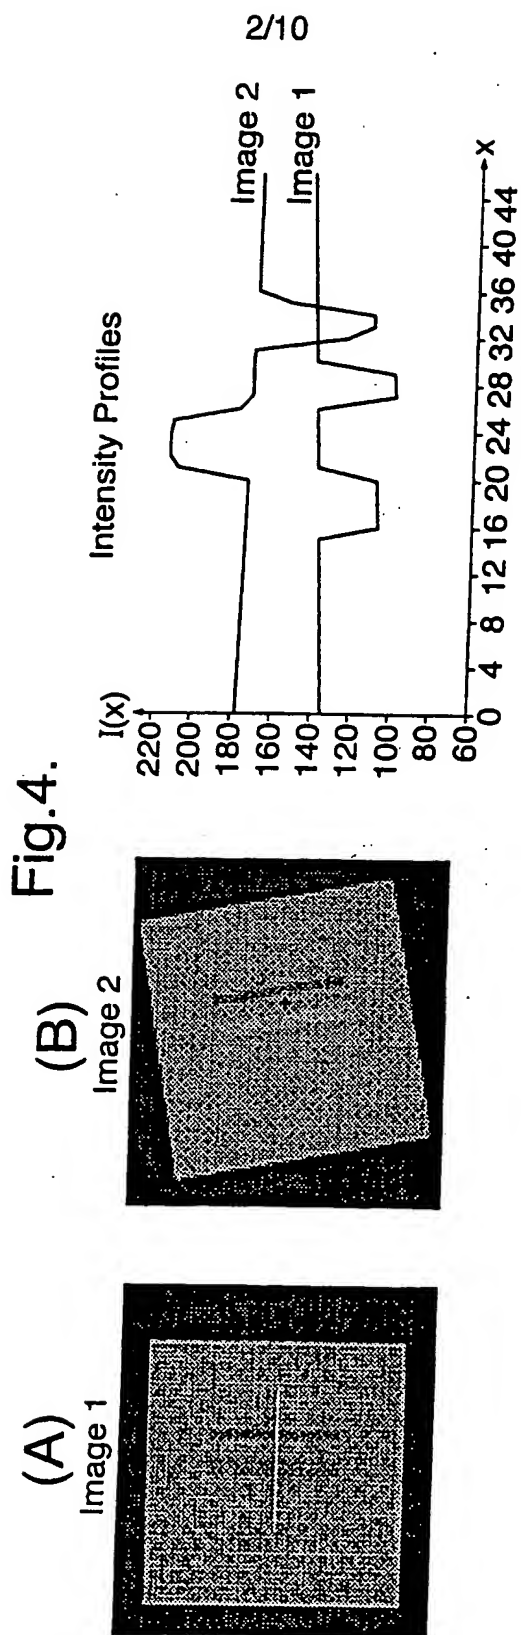 2/10
Fig.4.
(A)
Image 1
(B)
Image 2
Intensity Profiles
I(x)
220
200
180
160
140
120
100
80
60
0 4 8 12 16 20 24 28 32 36 40 44
X
Image 2
Image 1